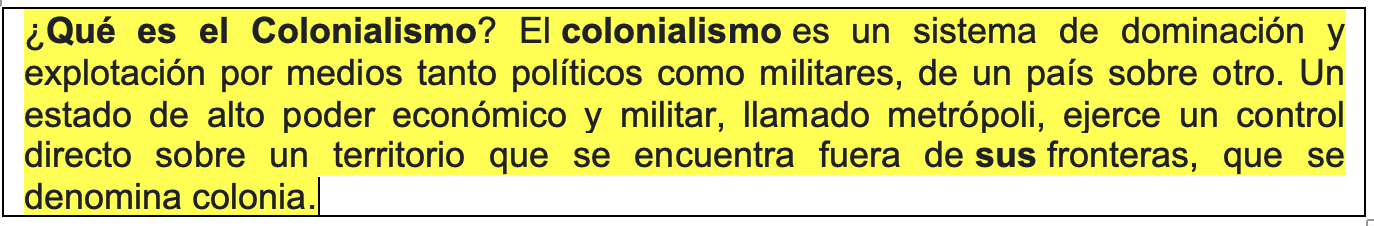 ¿Qué es el Colonialismo? El colonialismo es un sistema de dominación y
explotación por medios tanto políticos como militares, de un país sobre otro. Un
estado de alto poder económico y militar, llamado metrópoli, ejerce un control
directo sobre un territorio que se encuentra fuera de sus fronteras, que se
denomina colonia.